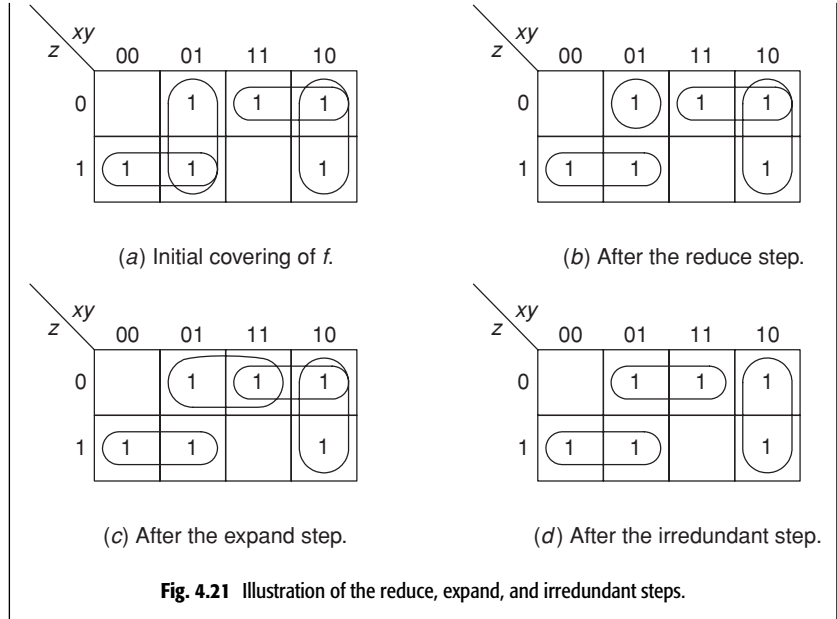 xy xy
z 00 01 11 10 z 00 01 11 10
0 1 1 1 0 1 1 1
1 1 1 1 1 1 1 1
(a) Initial covering of f. (b) After the reduce step.
xy xy
z 00 01 11 10 z 00 01 11 10
0 1 1 1 0 1 1 1
1 1 1 1 1 1 1 1
(c) After the expand step. (d) After the irredundant step.
Fig. 4.21 Illustration of the reduce, expand, and irredundant steps.